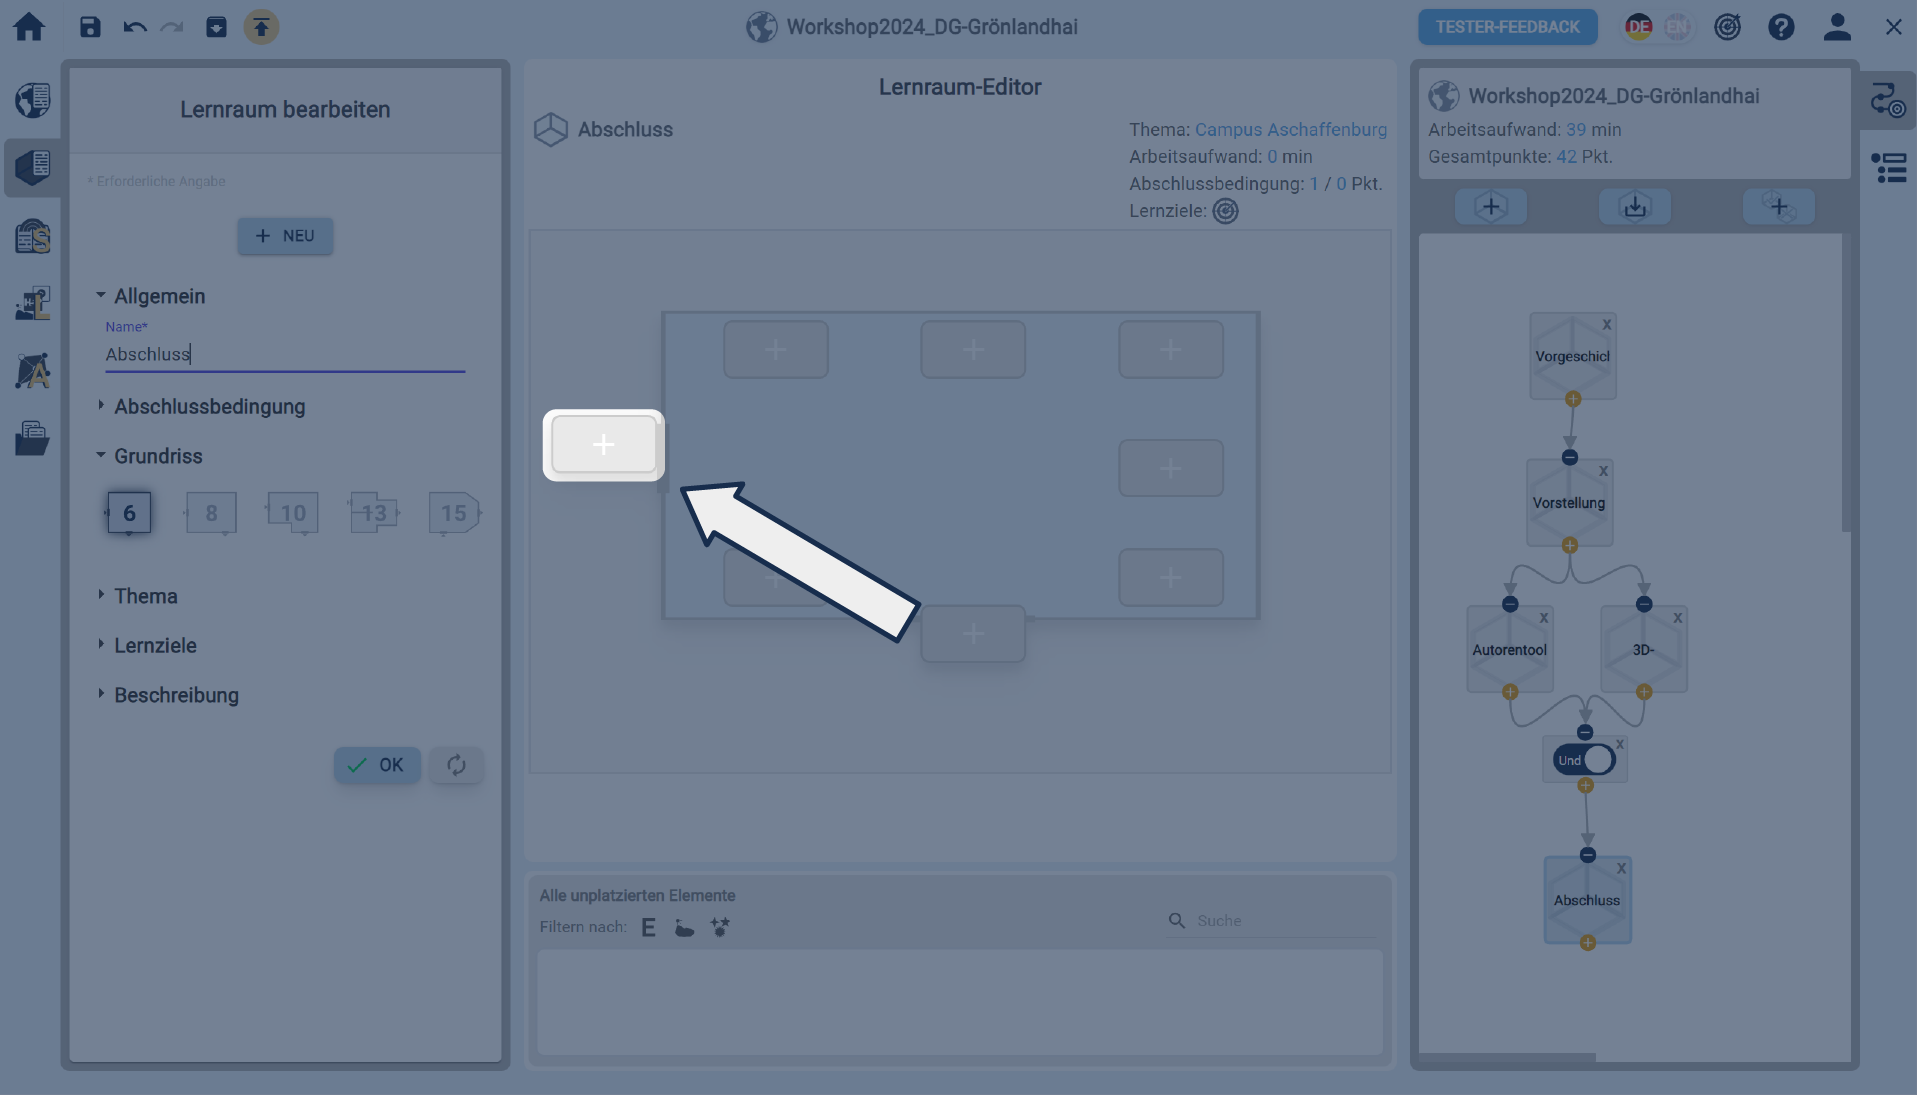 Workshop2024_DG-Grönlandhai
TESTER-FEEDBACK
DE
EN
Lernraum bearbeiten
* Erforderliche Angabe
+ NEU
Allgemein
Name*
Abschluss
Abschlussbedingung
Grundriss
6
8
10
13
15
Thema
Lernziele
Beschreibung
OK
Lernraum-Editor
Abschluss
Thema: Campus Aschaffenburg
Arbeitsaufwand: 0 min
Abschlussbedingung: 1 / 0 Pkt.
Lernziele:
Alle unplatzierten Elemente
Filtern nach: E
Suche
Workshop2024_DG-Grönlandhai
Arbeitsaufwand: 39 min
Gesamtpunkte: 42 Pkt.
X
Vorgeschicl
X
Vorstellung
X
Autorentool
X
3D-
X
Und
X
Abschluss